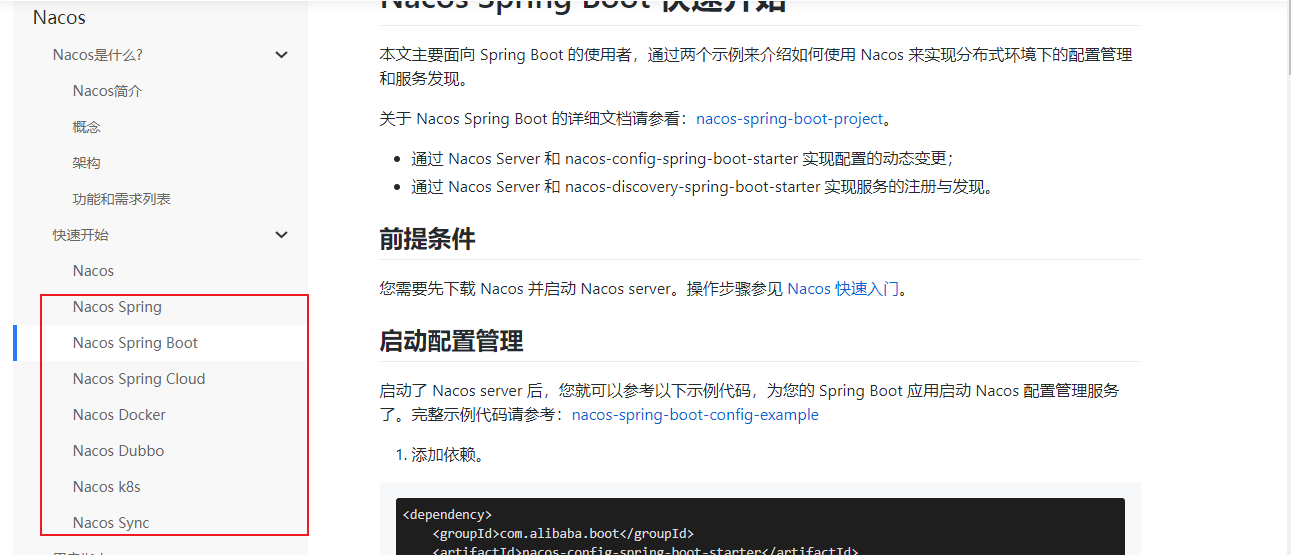 Nacos
Nacos是什么?
Nacos简介
概念
架构
功能和需求列表
快速开始
Nacos
Nacos Spring
Nacos Spring Boot
Nacos Spring Cloud
Nacos Docker
Nacos Dubbo
Nacos k8s
Nacos Sync
Nacos Spring Boot 快速开始
本文主要面向 Spring Boot 的使用者，通过两个示例来介绍如何使用 Nacos 来实现分布式环境下的配置管理
和服务发现。
关于 Nacos Spring Boot 的详细文档请参看：nacos-spring-boot-project。
• 通过 Nacos Server 和 nacos-config-spring-boot-starter 实现配置的动态变更；
• 通过 Nacos Server 和 nacos-discovery-spring-boot-starter 实现服务的注册与发现。
前提条件
您需要先下载 Nacos 并启动 Nacos server。操作步骤参见 Nacos 快速入门。
启动配置管理
启动了 Nacos server 后，您就可以参考以下示例代码，为您的 Spring Boot 应用启动 Nacos 配置管理服务
了。完整示例代码请参考：nacos-spring-boot-config-example
1. 添加依赖。
<dependency>
<groupId>com.alibaba.boot</groupId>
<artifactId>nacos-config-spring-boot-starter</artifactId>